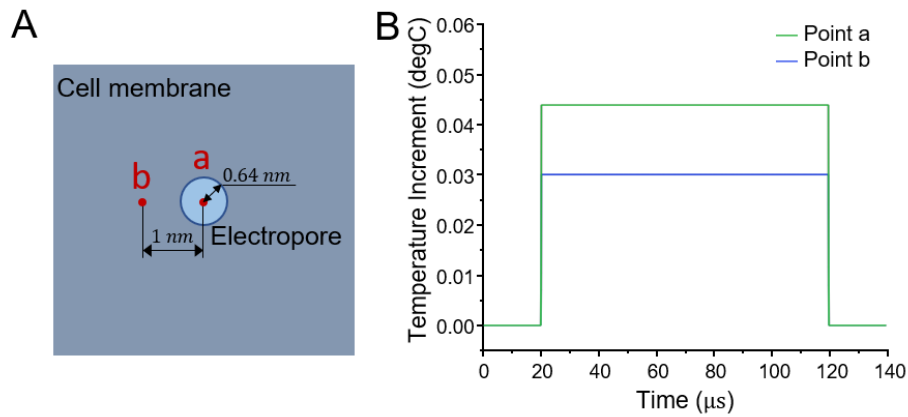 A
Cell membrane
a
b
0.64 nm
1 nm
Electropore
B
Temperature Increment (degC)
0.06
0.05
0.04
0.03
0.02
0.01
0.00
Point a
Point b
0
20
40
60
80
100
120
140
Time (μs)